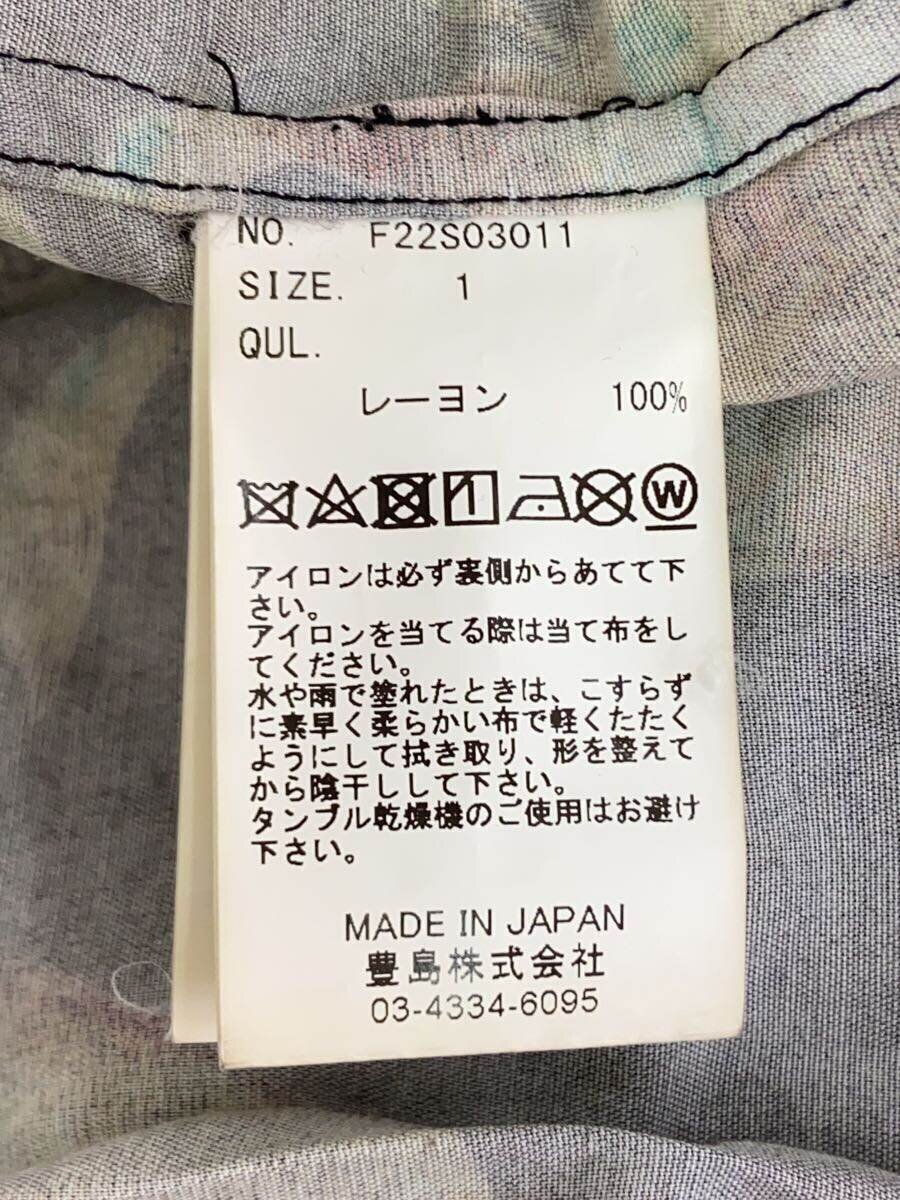 NO. F22S03011
SIZE. 1
QUL.
レーヨン 100%
W
アイロンは必ず裏側からあてて下
さい。
アイロンを当てる際は当て布をし
てください。
水や雨で塗れたときは、こすらず
に素早く柔らかい布で軽くたたく
ようにして拭き取り、形を整えて
から陰干しして下さい。
タンブル乾燥機のご使用はお避け
下さい。
MADE IN JAPAN
豊島株式会社
03-4334-6095